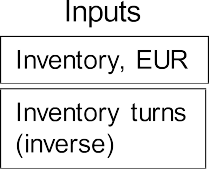 Inputs
Inventory, EUR
Inventory turns
(inverse)